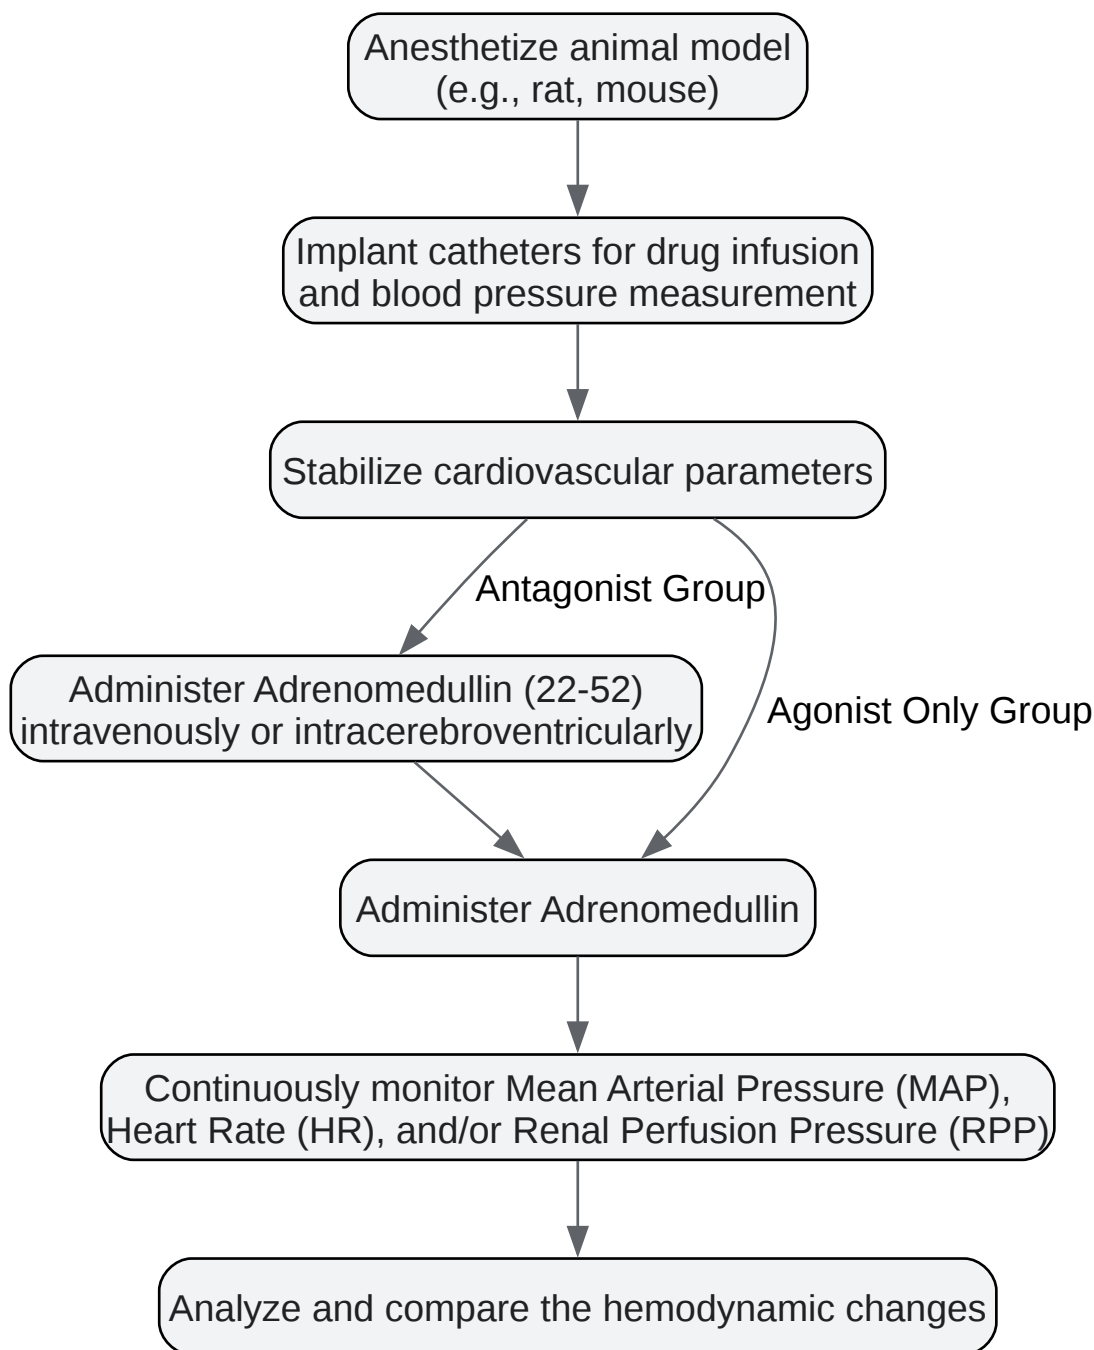 Anesthetize animal model
(e.g., rat, mouse)
Implant catheters for drug infusion
and blood pressure measurement
Stabilize cardiovascular parameters
Antagonist Group
Administer Adrenomedullin (22-52)
intravenously or intracerebroventricularly
Agonist Only Group
Administer Adrenomedullin
Continuously monitor Mean Arterial Pressure (MAP),
Heart Rate (HR), and/or Renal Perfusion Pressure (RPP)
Analyze and compare the hemodynamic changes